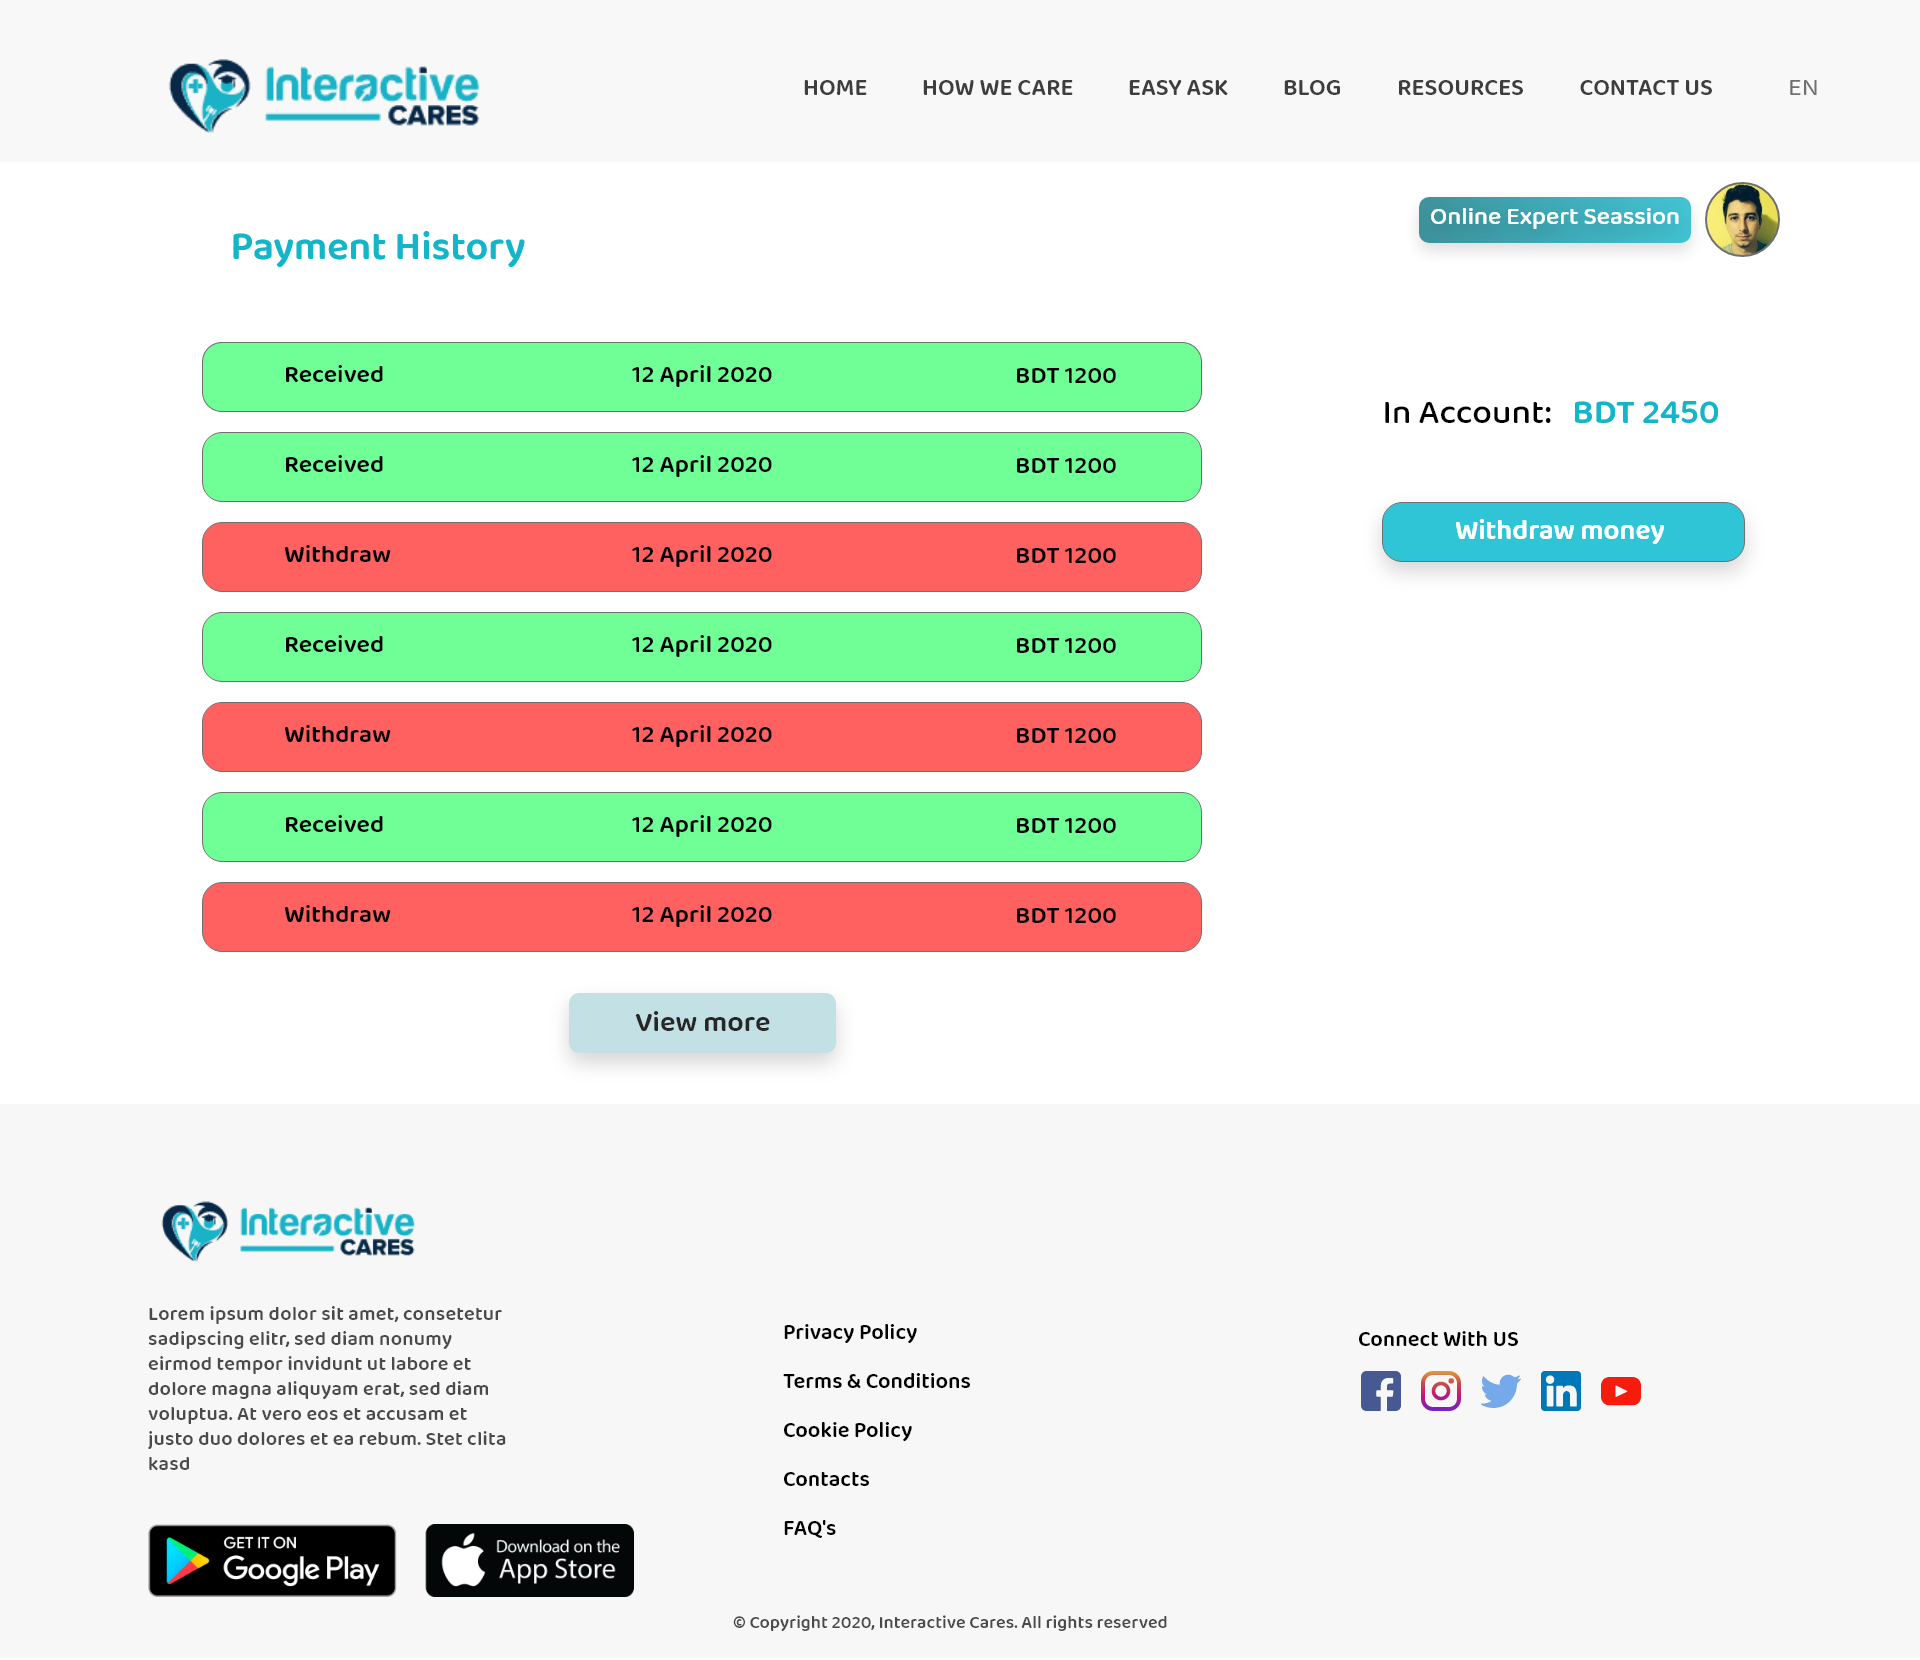 Interactive
CARES
HOME HOW WE CARE EASY ASK BLOG RESOURCES CONTACT US EN
Online Expert Seassion
Payment History
Received 12 April 2020 BDT 1200
In Account: BDT 2450
Received 12 April 2020 BDT 1200
Withdraw money
Withdraw 12 April 2020 BDT 1200
Received 12 April 2020 BDT 1200
Withdraw 12 April 2020 BDT 1200
Received 12 April 2020 BDT 1200
Withdraw 12 April 2020 BDT 1200
View more
Interactive
CARES
Lorem ipsum dolor sit amet, consetetur
sadipscing elitr, sed diam nonumy
eirmod tempor invidunt ut labore et
dolore magna aliquyam erat, sed diam
voluptua. At vero eos et accusam et
justo duo dolores et ea rebum. Stet clita
kasd
GET IT ON
Google Play
Download on the
App Store
Privacy Policy
Terms & Conditions
Cookie Policy
Contacts
FAQ's
Connect With US
© Copyright 2020, Interactive Cares. All rights reserved